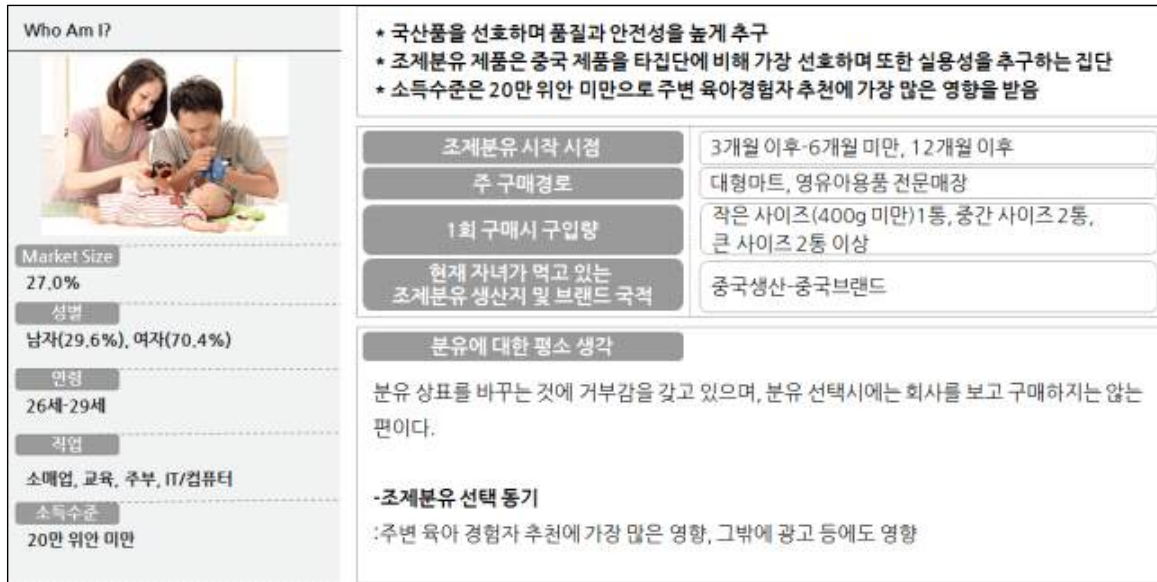 Who Am I?
Market Size
27.0%
성별
남자(29.6%), 여자(70.4%)
연령
26세-29세
직업
소매업, 교육, 주부, IT/컴퓨터
소득수준
20만 위안 미만
* 국산품을 선호하며 품질과 안전성을 높게 추구
* 조제분유 제품은 중국 제품을 타집단에 비해 가장 선호하며 또한 실용성을 추구하는 집단
* 소득수준은 20만 위안 미만으로 주변 육아경험자 추천에 가장 많은 영향을 받음
조제분유 시작 시점
3개월 이후-6개월 미만, 12개월 이후
주 구매경로
대형마트, 영유아용품 전문매장
1회 구매시 구입량
작은 사이즈(400g 미만)1통, 중간 사이즈 2통,
큰 사이즈 2통 이상
현재 자녀가 먹고 있는
조제분유 생산지 및 브랜드 국적
중국생산-중국브랜드
분유에 대한 평소 생각
분유 상표를 바꾸는 것에 거부감을 갖고 있으며, 분유 선택시에는 회사를 보고 구매하지는 않는
편이다.
-조제분유 선택 동기
:주변 육아 경험자 추천에 가장 많은 영향, 그밖에 광고 등에도 영향